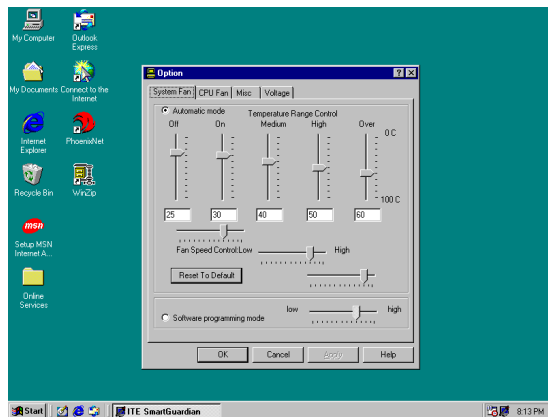 My Computer
Outlook
Express
My Documents
Connect to the
Internet
Internet
Explorer
PhoenixNet
Recycle Bin
WinZip
msn
Setup MSN
Internet A...
Online
Services
Option
System Fan
CPU Fan
Misc
Voltage
Automatic mode
Temperature Range Control
Off
On
Medium
High
Over
0 C
100 C
25
30
40
50
60
Fan Speed Control:Low
High
Reset To Default
Software programming mode
low
high
OK
Cancel
Apply
Help
Start
ITE SmartGuardian
8:13 PM